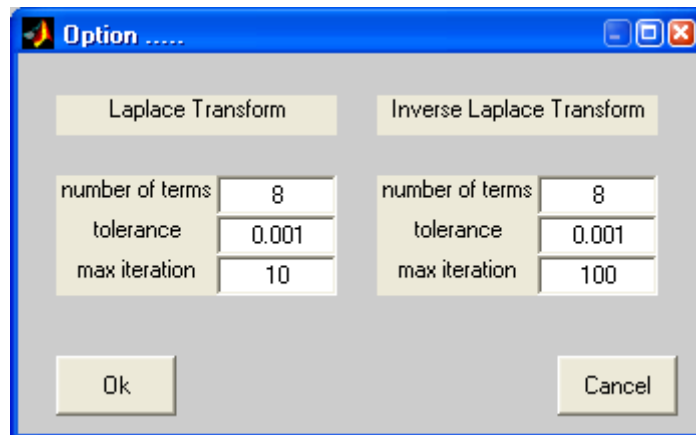 Option .....
Laplace Transform
Inverse Laplace Transform
number of terms 8
tolerance 0.001
max iteration 10
number of terms 8
tolerance 0.001
max iteration 100
Ok
Cancel